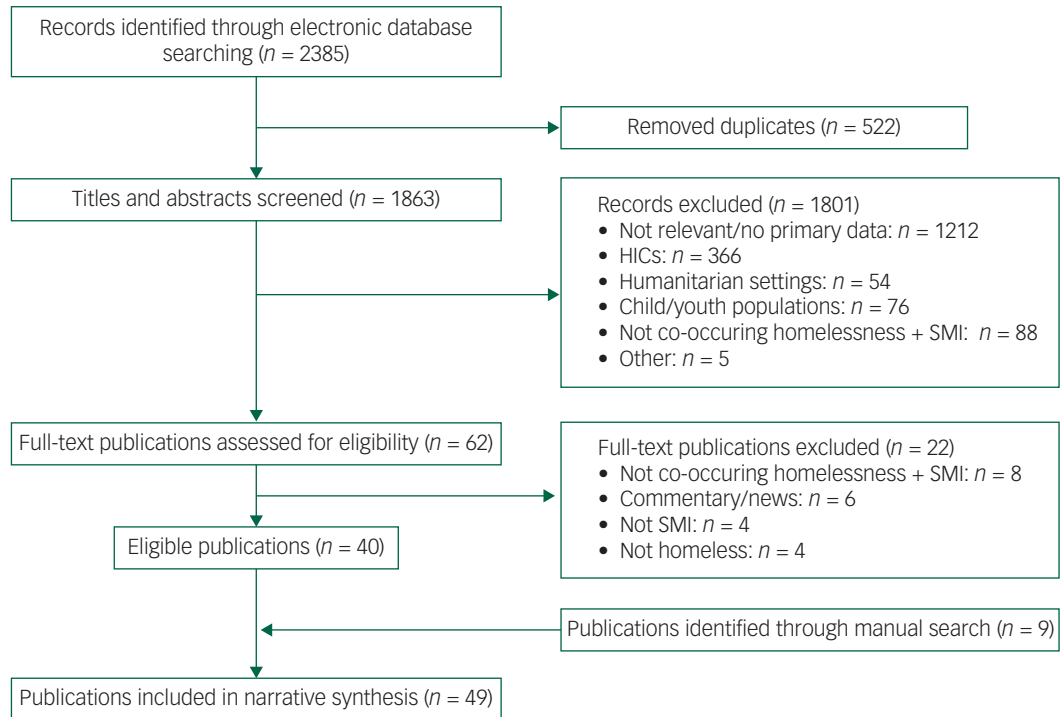 Records identified through electronic database
searching (n = 2385)
Removed duplicates (n = 522)
Titles and abstracts screened (n = 1863)
Records excluded (n = 1801)
• Not relevant/no primary data: n = 1212
• HICs: n = 366
• Humanitarian settings: n = 54
• Child/youth populations: n = 76
• Not co-occuring homelessness + SMI: n = 88
• Other: n = 5
Full-text publications assessed for eligibility (n = 62)
Full-text publications excluded (n = 22)
• Not co-occuring homelessness + SMI: n = 8
• Commentary/news: n = 6
• Not SMI: n = 4
• Not homeless: n = 4
Eligible publications (n = 40)
Publications identified through manual search (n = 9)
Publications included in narrative synthesis (n = 49)